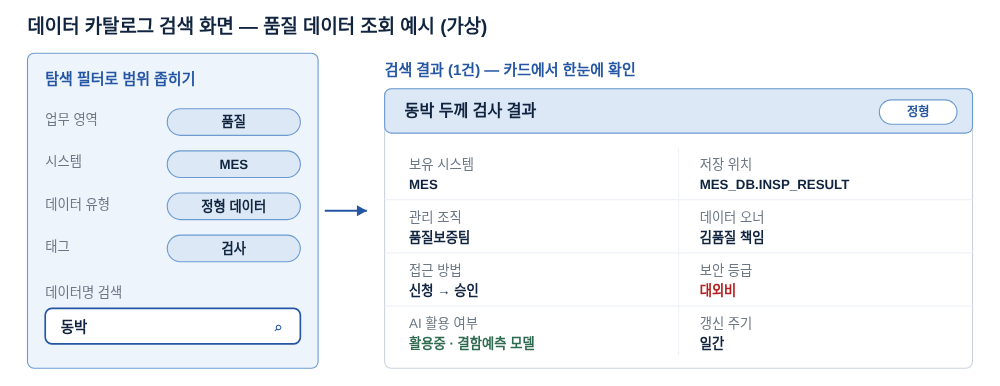 데이터 카탈로그 검색 화면 — 품질 데이터 조회 예시 (가상)
탐색 필터로 범위 좁히기
업무 영역
품질
시스템
MES
데이터 유형
정형 데이터
태그
검사
데이터명 검색
동박
검색 결과 (1건) — 카드에서 한눈에 확인
동박 두께 검사 결과
정형
보유 시스템
MES
저장 위치
MES_DB.INSP_RESULT
관리 조직
품질보증팀
데이터 오너
김품질 책임
접근 방법
신청 → 승인
보안 등급
대외비
AI 활용 여부
활용중 · 결함예측 모델
갱신 주기
일간